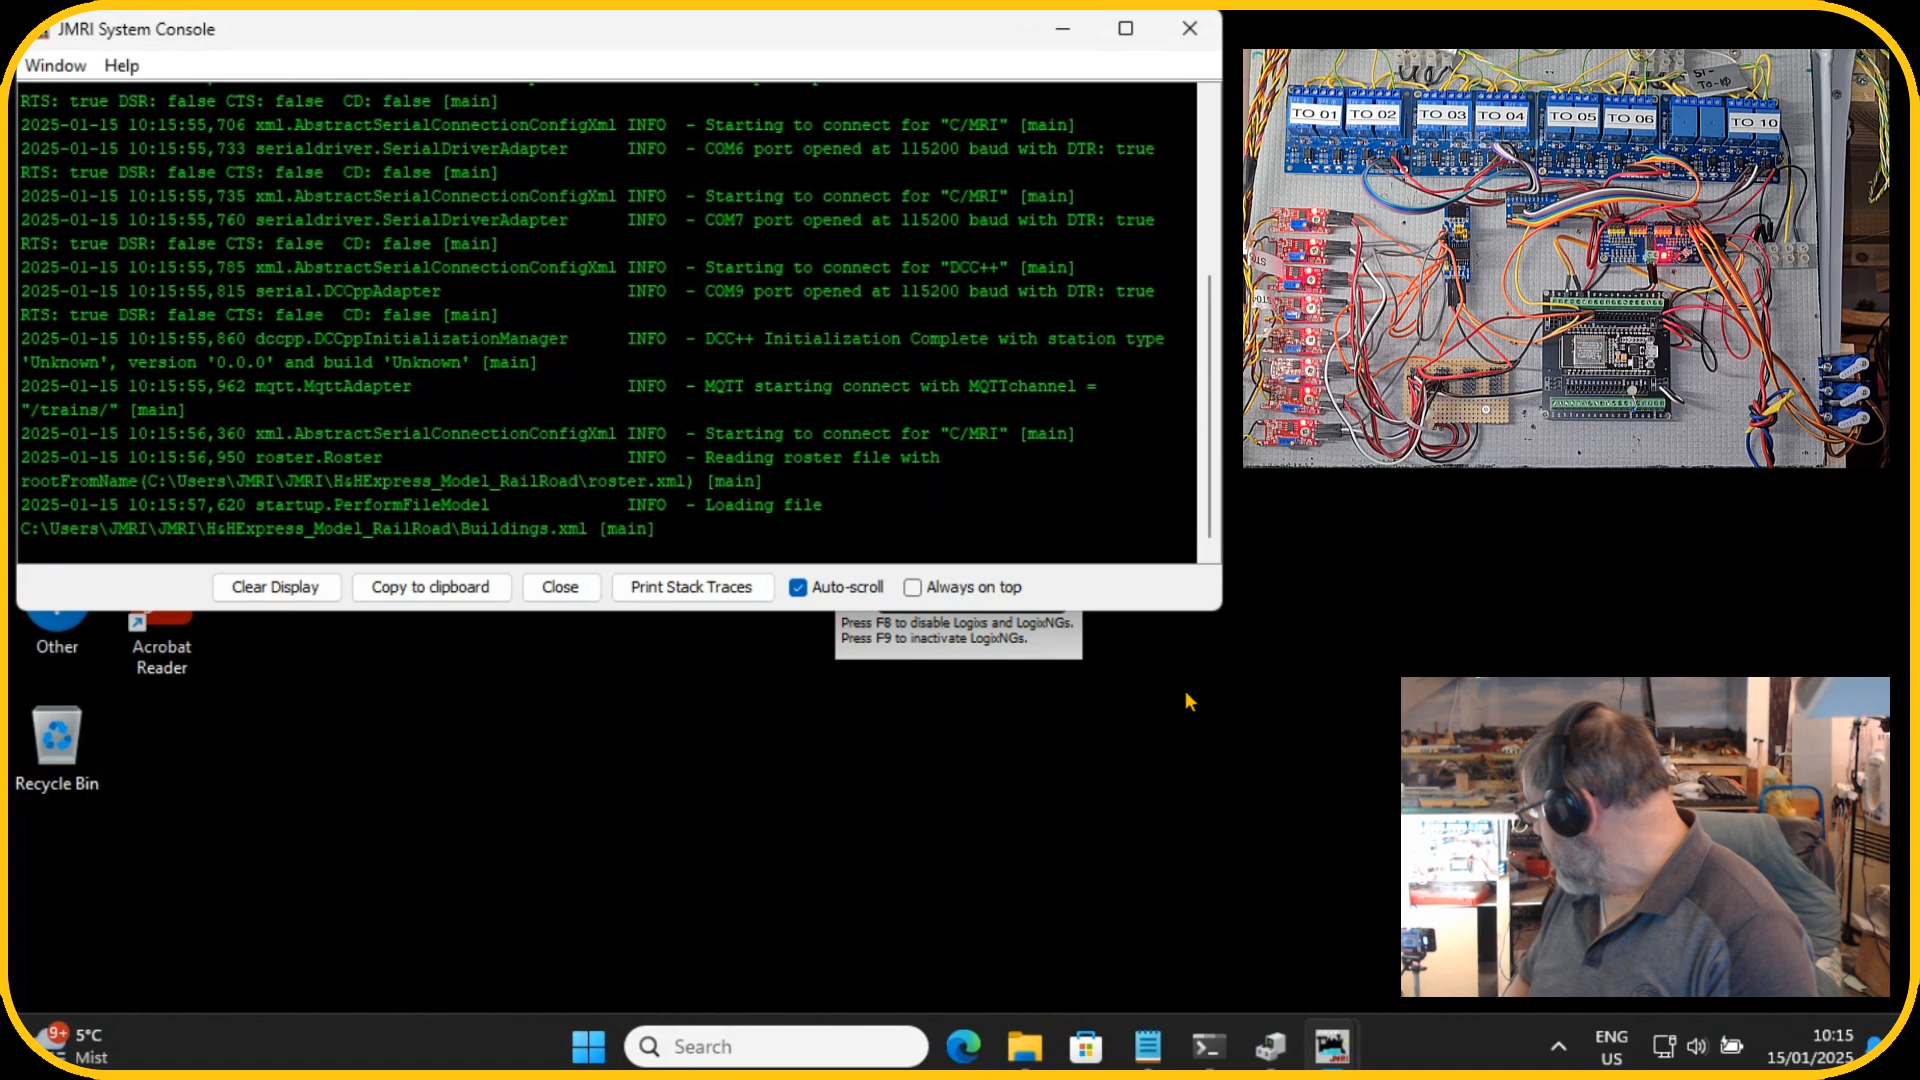 JMRI System Console
Window Help
RTS: true DSR: false CTS: false CD: false [main]
2025-01-15 10:15:55,706 xml.AbstractSerialConnectionConfigXml INFO - Starting to connect for "C/MRI" [main]
2025-01-15 10:15:55,733 serialdriver.SerialDriverAdapter INFO - COM6 port opened at 115200 baud with DTR: true
RTS: true DSR: false CTS: false CD: false [main]
2025-01-15 10:15:55,735 xml.AbstractSerialConnectionConfigXml INFO - Starting to connect for "C/MRI" [main]
2025-01-15 10:15:55,760 serialdriver.SerialDriverAdapter INFO - COM7 port opened at 115200 baud with DTR: true
RTS: true DSR: false CTS: false CD: false [main]
2025-01-15 10:15:55,785 xml.AbstractSerialConnectionConfigXml INFO - Starting to connect for "DCC++" [main]
2025-01-15 10:15:55,815 serial.DCCppAdapter INFO - COM9 port opened at 115200 baud with DTR: true
RTS: true DSR: false CTS: false CD: false [main]
2025-01-15 10:15:55,860 dccpp.DCCppInitializationManager INFO - DCC++ Initialization Complete with station type
'Unknown', version '0.0.0' and build 'Unknown' [main]
2025-01-15 10:15:55,962 mqtt.MqttAdapter INFO - MQTT starting connect with MQTTchannel =
"/trains/" [main]
2025-01-15 10:15:56,360 xml.AbstractSerialConnectionConfigXml INFO - Starting to connect for "C/MRI" [main]
2025-01-15 10:15:56,950 roster.Roster INFO - Reading roster file with
rootFromName(C:\Users\JMRI\JMRI\H&HExpress_Model_RailRoad\roster.xml) [main]
2025-01-15 10:15:57,620 startup.PerformFileModel INFO - Loading file
C:\Users\JMRI\JMRI\H&HExpress_Model_RailRoad\Buildings.xml [main]
Clear Display Copy to clipboard Close Print Stack Traces Auto-scroll Always on top
Press F8 to disable Logixs and LogixNGs.
Press F9 to inactivate LogixNGs.
Other
Acrobat
Reader
Recycle Bin
TO 01 TO 02 TO 03 TO 04 TO 05 TO 06 TO 10
9+
5°C
Mist
Search
JMRI
ENG
US
10:15
15/01/2025